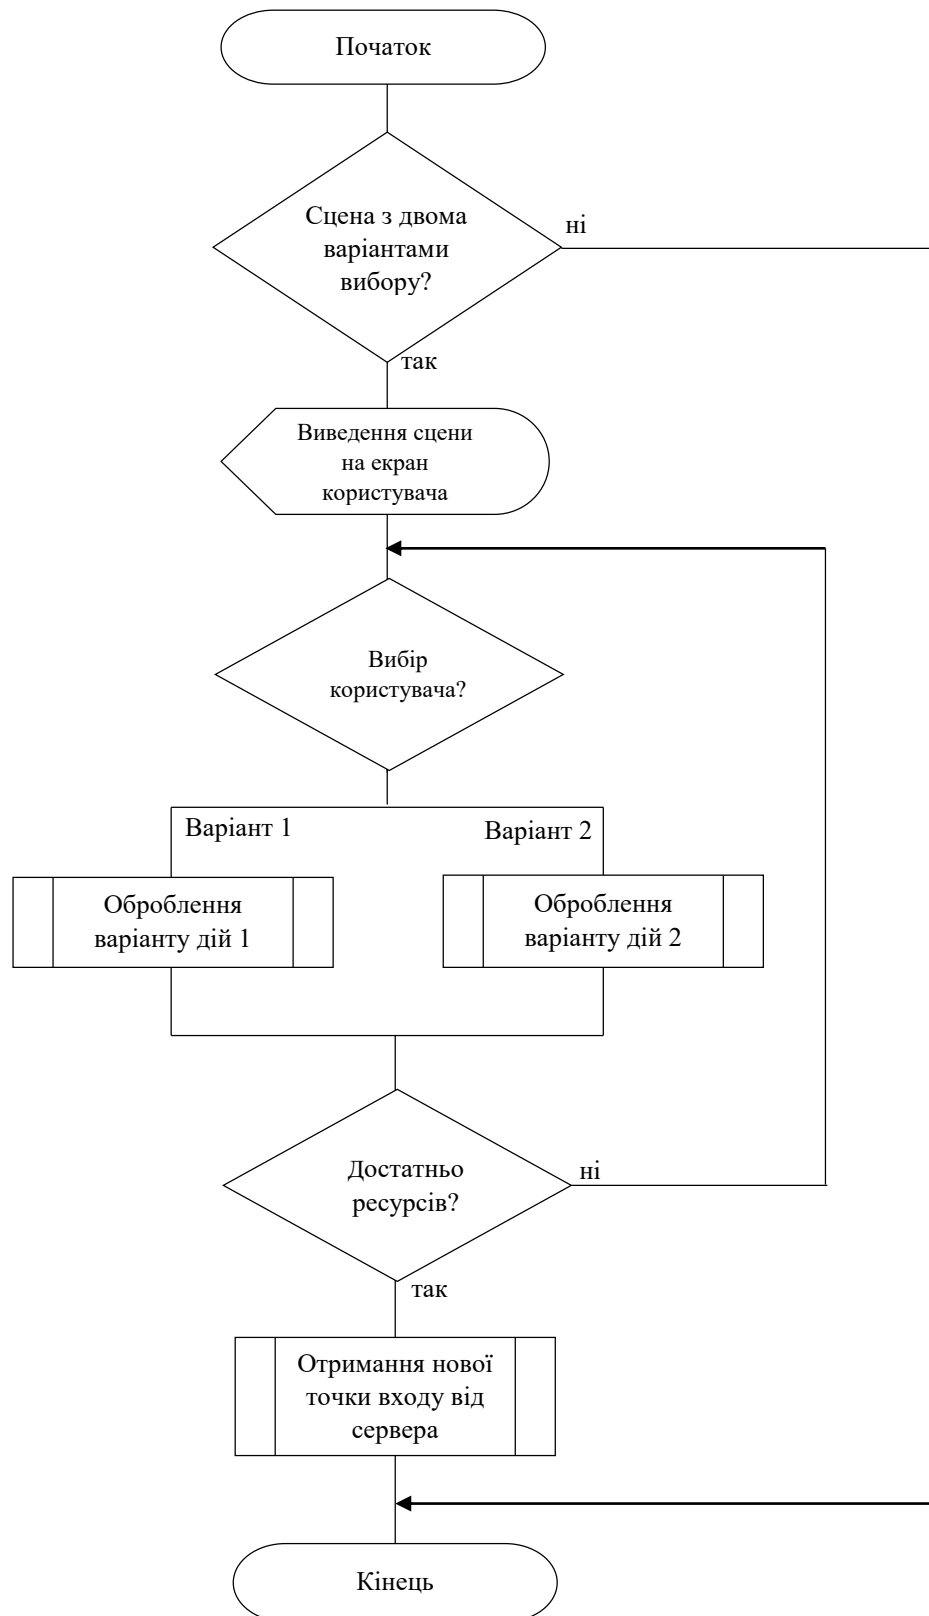 Початок
Сцена з двома
варіантами
вибору?
ні
так
Виведення сцени
на екран
користувача
Вибір
користувача?
Варіант 1
Варіант 2
Оброблення
варіанту дій 1
Оброблення
варіанту дій 2
Достатньо
ресурсів?
ні
так
Отримання нової
точки входу від
сервера
Кінець